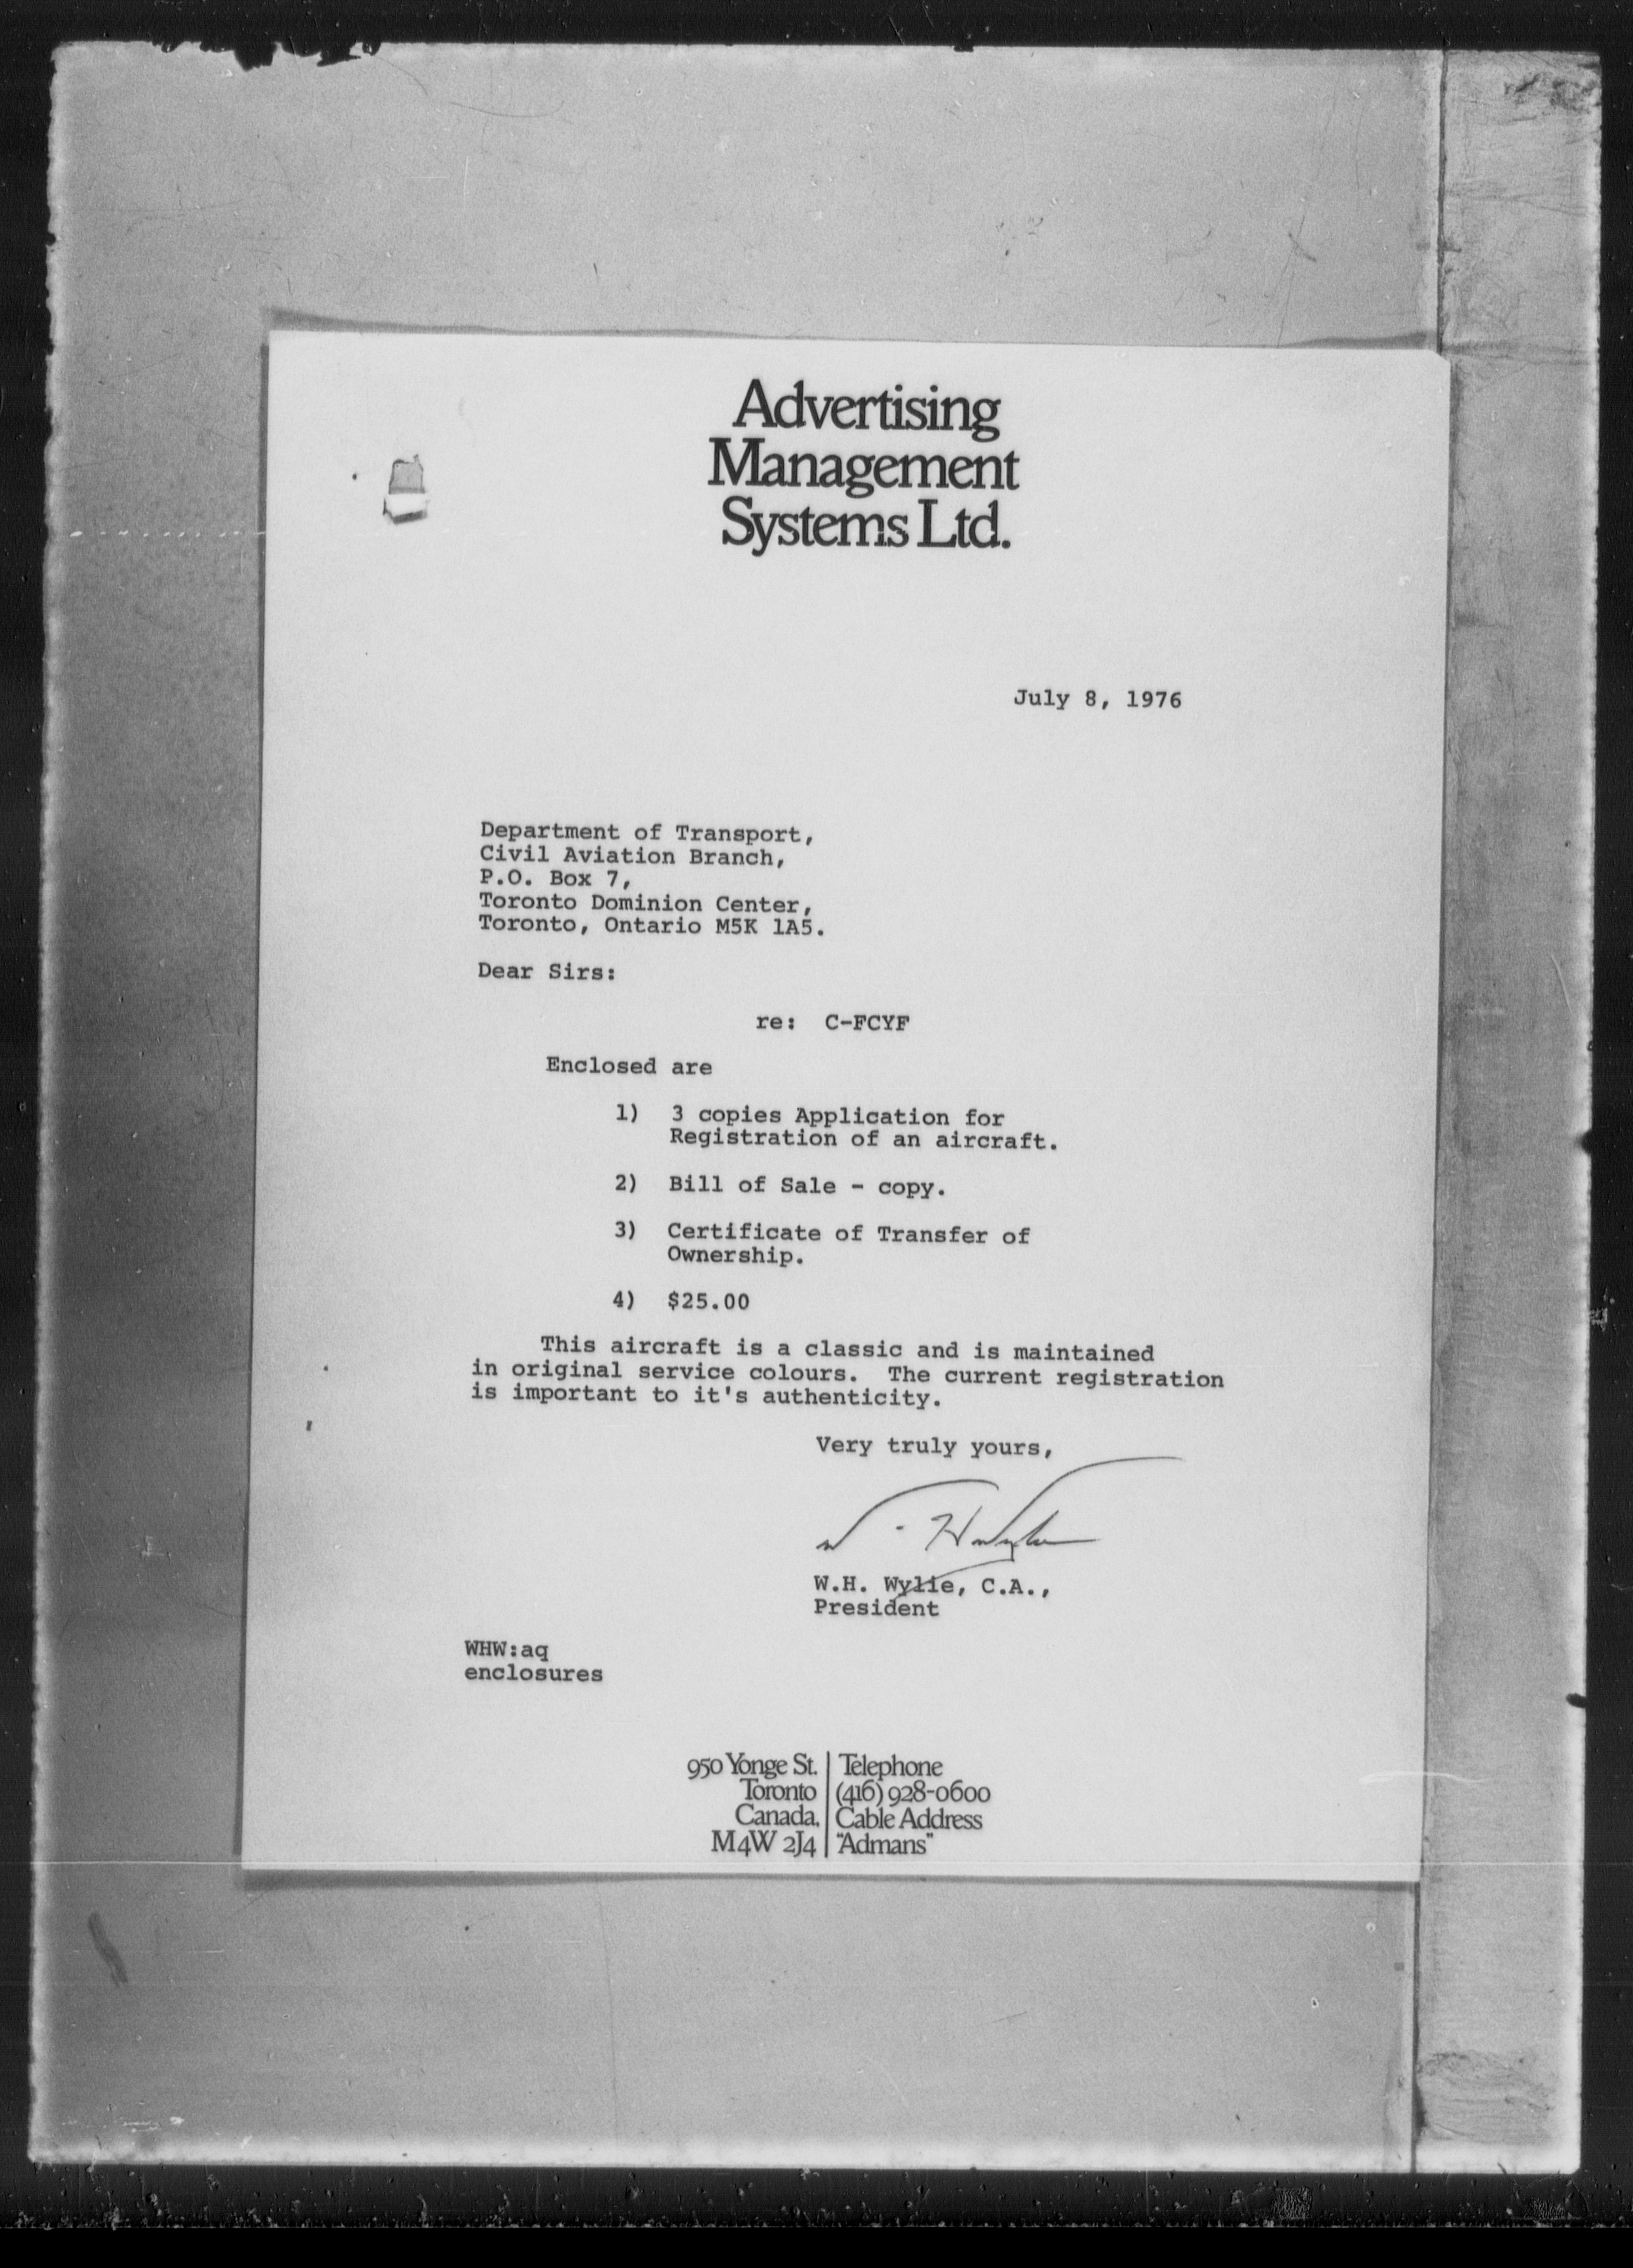 Advertising
Management
Systems Ltd.
July 8, 1976
Department of Transport,
Civil Aviation Branch,
P.O. Box 7,
Toronto Dominion Center,
Toronto, Ontario M5K 1A5.
Dear Sirs:
re: C-FCYF
Enclosed are
1) 3 copies Application for
Registration of an aircraft.
2) Bill of Sale - copy.
3) Certificate of Transfer of
Ownership.
4) $25.00
This aircraft is a classic and is maintained
in original service colours. The current registration
is important to it's authenticity.
Very truly yours,
W.H. Wylie, C.A.,
President
WHW:aq
enclosures
950 Yonge St.
Toronto
Canada.
M4W 2J4
Telephone
(416) 928-0600
Cable Address
"Admans"